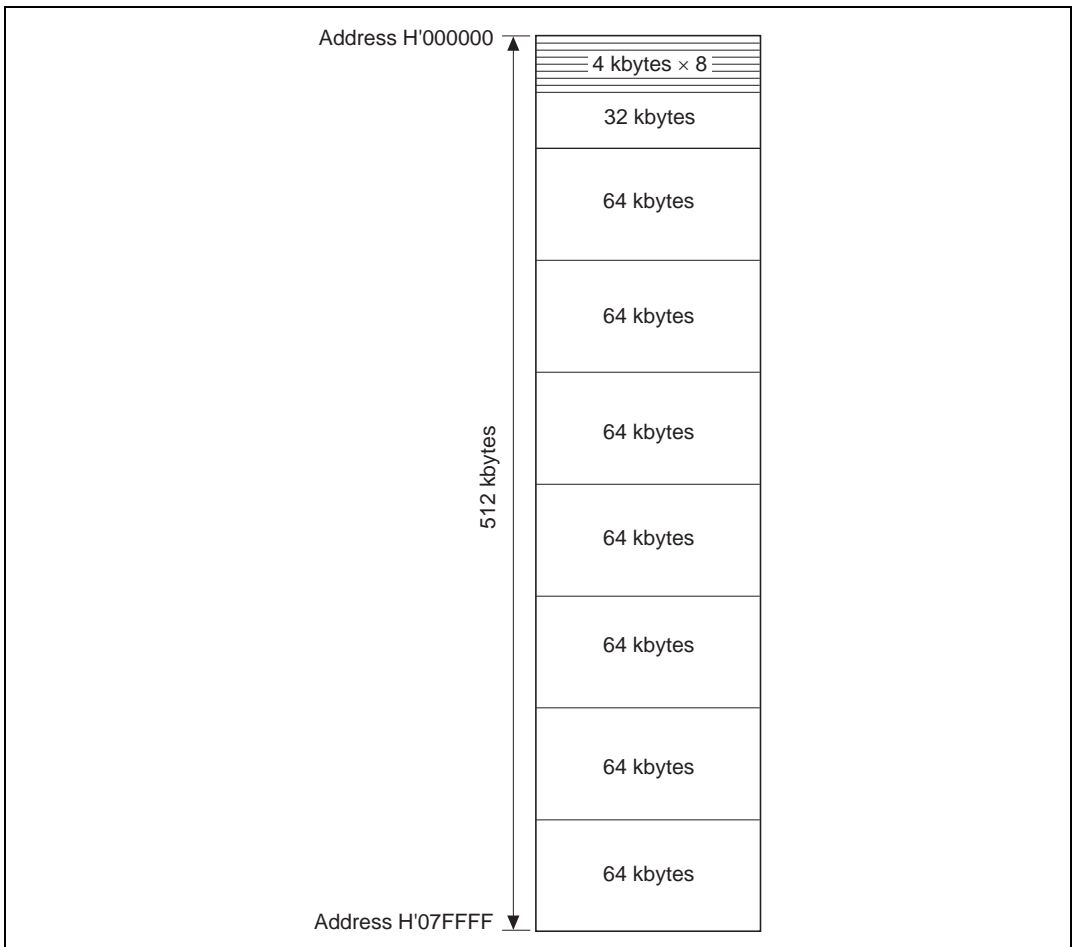 Address H'000000
4 kbytes × 8
32 kbytes
64 kbytes
64 kbytes
64 kbytes
512 kbytes
64 kbytes
64 kbytes
64 kbytes
64 kbytes
Address H'07FFFF